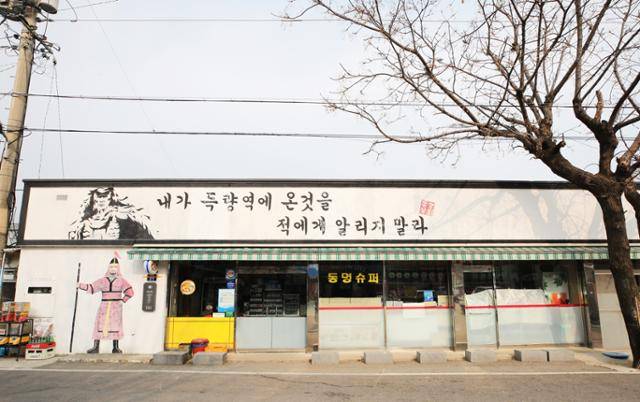 내가 득량역에 온것을
적에게 알리지 말라
동명슈퍼